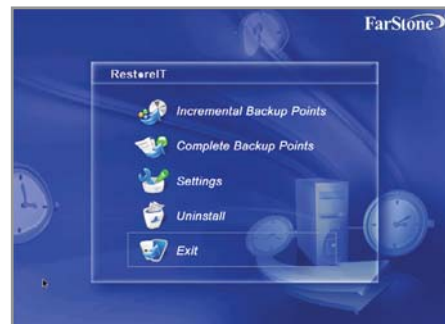 FarStone
RestoreIT
Incremental Backup Points
Complete Backup Points
Settings
Uninstall
Exit